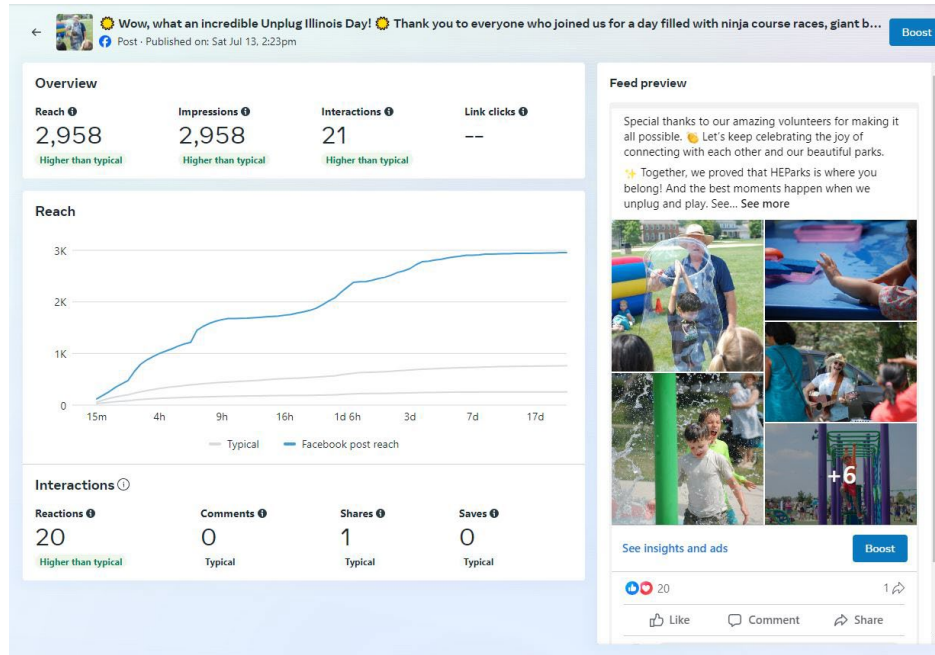 🌞 Wow, what an incredible Unplug Illinois Day! 🌞 Thank you to everyone who joined us for a day filled with ninja course races, giant b...
Post · Published on: Sat Jul 13, 2:23pm
Boost
Overview
Reach
Impressions
Interactions
Link clicks
2,958
2,958
21
--
Higher than typical
Higher than typical
Higher than typical
Reach
3K
2K
1K
0
15m 4h 9h 16h 1d 6h 3d 7d 17d
Typical Facebook post reach
Interactions
Reactions
Comments
Shares
Saves
20
0
1
0
Higher than typical
Typical
Typical
Typical
Feed preview
Special thanks to our amazing volunteers for making it
all possible. 👏 Let's keep celebrating the joy of
connecting with each other and our beautiful parks.
✨ Together, we proved that HEParks is where you
belong! And the best moments happen when we
unplug and play. See... See more
+6
See insights and ads
Boost
20
1
Like
Comment
Share